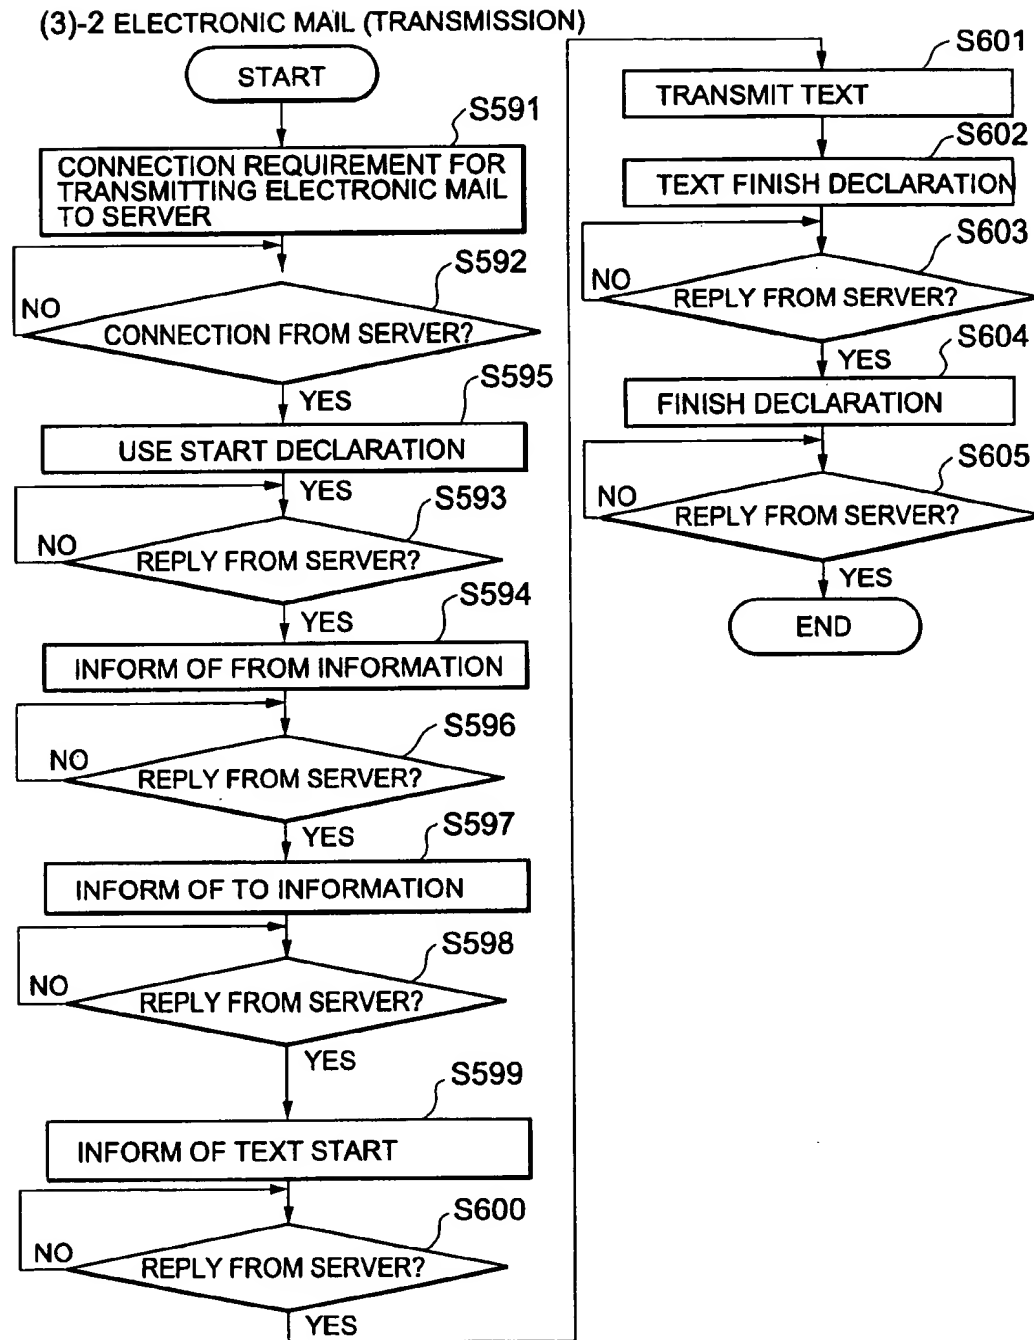 (3)-2 ELECTRONIC MAIL (TRANSMISSION)
START
S591
CONNECTION REQUIREMENT FOR
TRANSMITTING ELECTRONIC MAIL
TO SERVER
S592
NO
CONNECTION FROM SERVER?
YES
S595
USE START DECLARATION
YES
S593
NO
REPLY FROM SERVER?
YES
S594
INFORM OF FROM INFORMATION
S596
NO
REPLY FROM SERVER?
YES
S597
INFORM OF TO INFORMATION
S598
NO
REPLY FROM SERVER?
YES
S599
INFORM OF TEXT START
S600
NO
REPLY FROM SERVER?
YES
S601
TRANSMIT TEXT
S602
TEXT FINISH DECLARATION
S603
NO
REPLY FROM SERVER?
YES
S604
FINISH DECLARATION
S605
NO
REPLY FROM SERVER?
YES
END